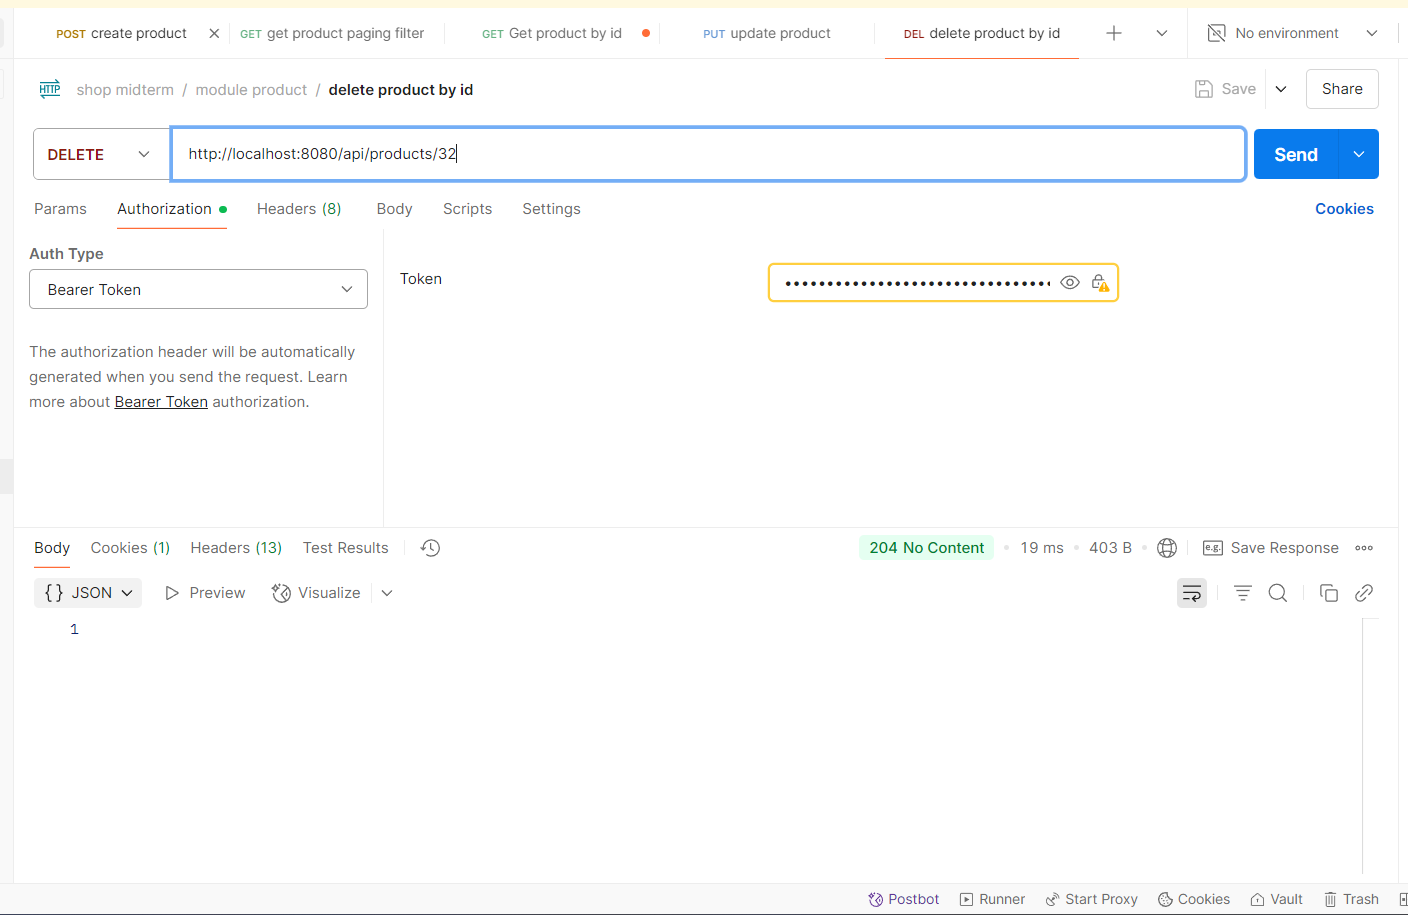 POST create product GET get product paging filter GET Get product by id PUT update product DEL delete product by id No environment
HTTP shop midterm / module product / delete product by id Save Share
DELETE http://localhost:8080/api/products/32 Send
Params Authorization Headers (8) Body Scripts Settings Cookies
Auth Type
Bearer Token
Token
••••••••••••••••••••••••••••••••
The authorization header will be automatically
generated when you send the request. Learn
more about Bearer Token authorization.
Body Cookies (1) Headers (13) Test Results 204 No Content • 19 ms • 403 B • e.g. Save Response
{} JSON Preview Visualize
1
Postbot Runner Start Proxy Cookies Vault Trash